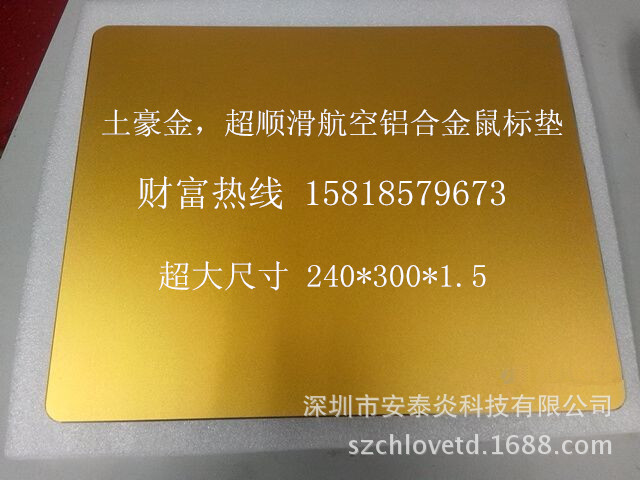 土豪金，超顺滑航空铝合金鼠标垫
财富热线 15818579673
超大尺寸 240*300*1.5
深圳市安泰炎科技有限公司
szchlovetd.1688.com